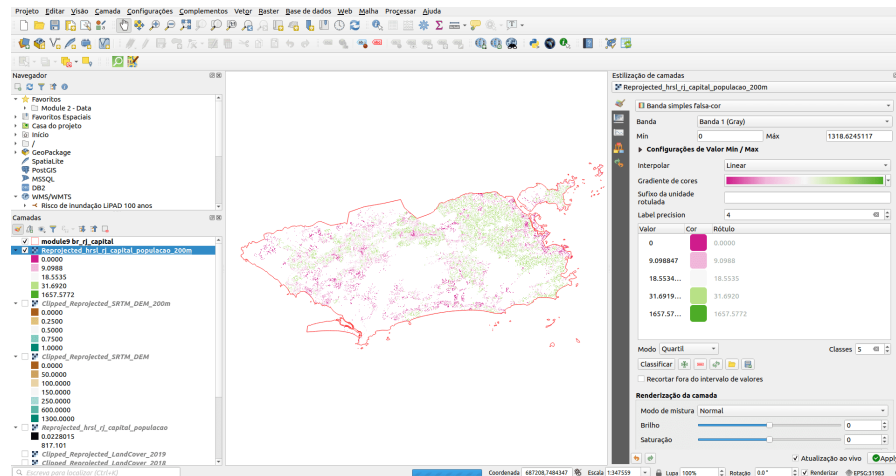 Projeto Editar Visão Camada Configurações Complementos Vetor Raster Base de dados Web Malha Processar Ajuda
Navegador
Favoritos
Module 2 - Data
Favoritos Espaciais
Casa do projeto
Início
/
GeoPackage
SpatiaLite
PostGIS
MSSQL
DB2
WMS/WMTS
Risco de inundação LiPAD 100 anos
Camadas
module9 br_rj_capital
Reprojected_hrsl_rj_capital_populacao_200m
0.0000
9.0988
18.5535
31.6920
1657.5772
Clipped_Reprojected_SRTM_DEM_200m
0.0000
0.2500
0.5000
0.7500
1.0000
Clipped_Reprojected_SRTM_DEM
0.0000
50.0000
100.0000
150.0000
250.0000
600.0000
1300.0000
Reprojected_hrsl_rj_capital_populacao
0.0228015
817.101
Clipped_Reprojected_LandCover_2019
Clipped_Reprojected_LandCover_2018
Estilização de camadas
Reprojected_hrsl_rj_capital_populacao_200m
Banda simples falsa-cor
Banda Banda 1 (Gray)
Mín 0 Máx 1318.6245117
Configurações de Valor Min / Max
Interpolar Linear
Gradiente de cores
Sufixo da unidade
rotulada
Label precision 4
Valor Cor Rótulo
0 0.0000
9.098847 9.0988
18.5534... 18.5535
31.6919... 31.6920
1657.57... 1657.5772
Modo Quartil Classes 5
Classificar
Recortar fora do intervalo de valores
Renderização da camada
Modo de mistura Normal
Brilho 0
Saturação 0
Atualização ao vivo Apply
Escreva para localizar (Ctrl+K) Coordenada 687208,7484347 Escala 1:347559 Lupa 100% Rotação 0.0° Renderizar EPSG:31983